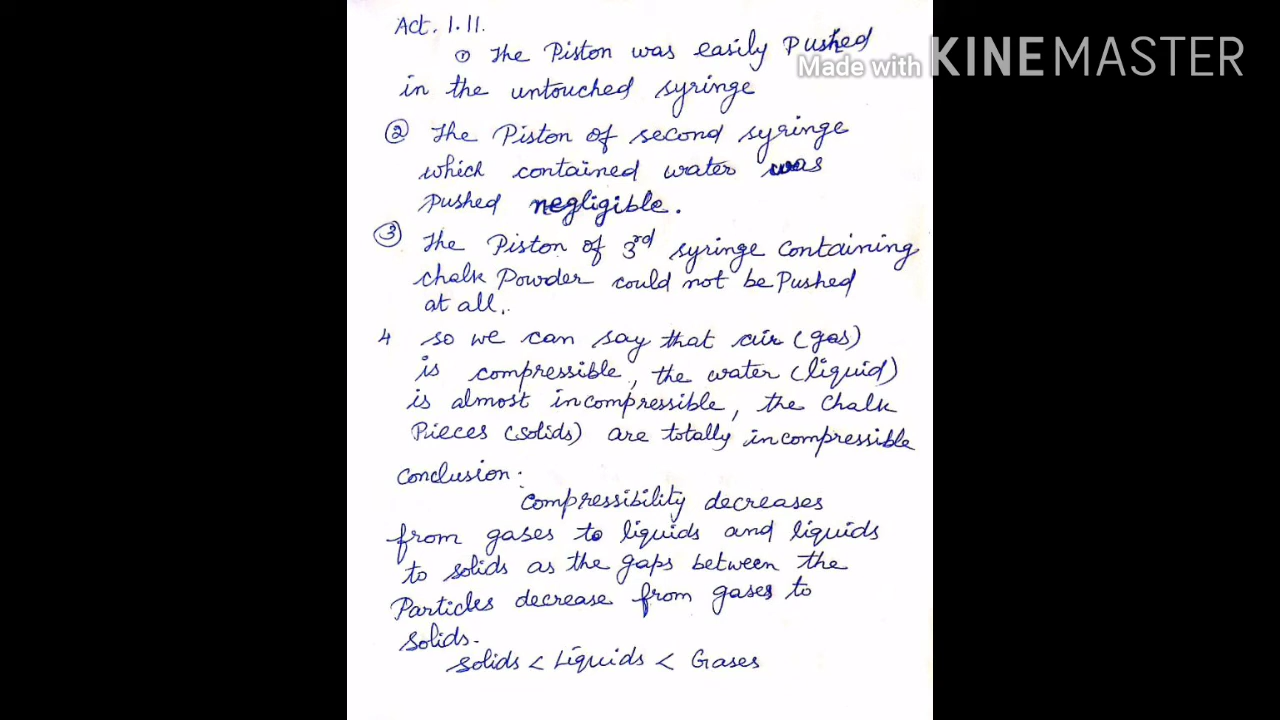 Act. 1.11.
① The Piston was easily Pushed
Made with KINEMASTER
in the untouched syringe
② The Piston of second syringe
which contained water was
Pushed negligible.
③ The Piston of 3rd syringe containing
chalk Powder could not be Pushed
at all.
4 so we can say that air (gas)
is compressible, the water (liquid)
is almost incompressible, the chalk
Pieces (solids) are totally incompressible
Conclusion:
Compressibility decreases
from gases to liquids and liquids
to solids as the gaps between the
Particles decrease from gases to
solids.
solids < Liquids < Gases